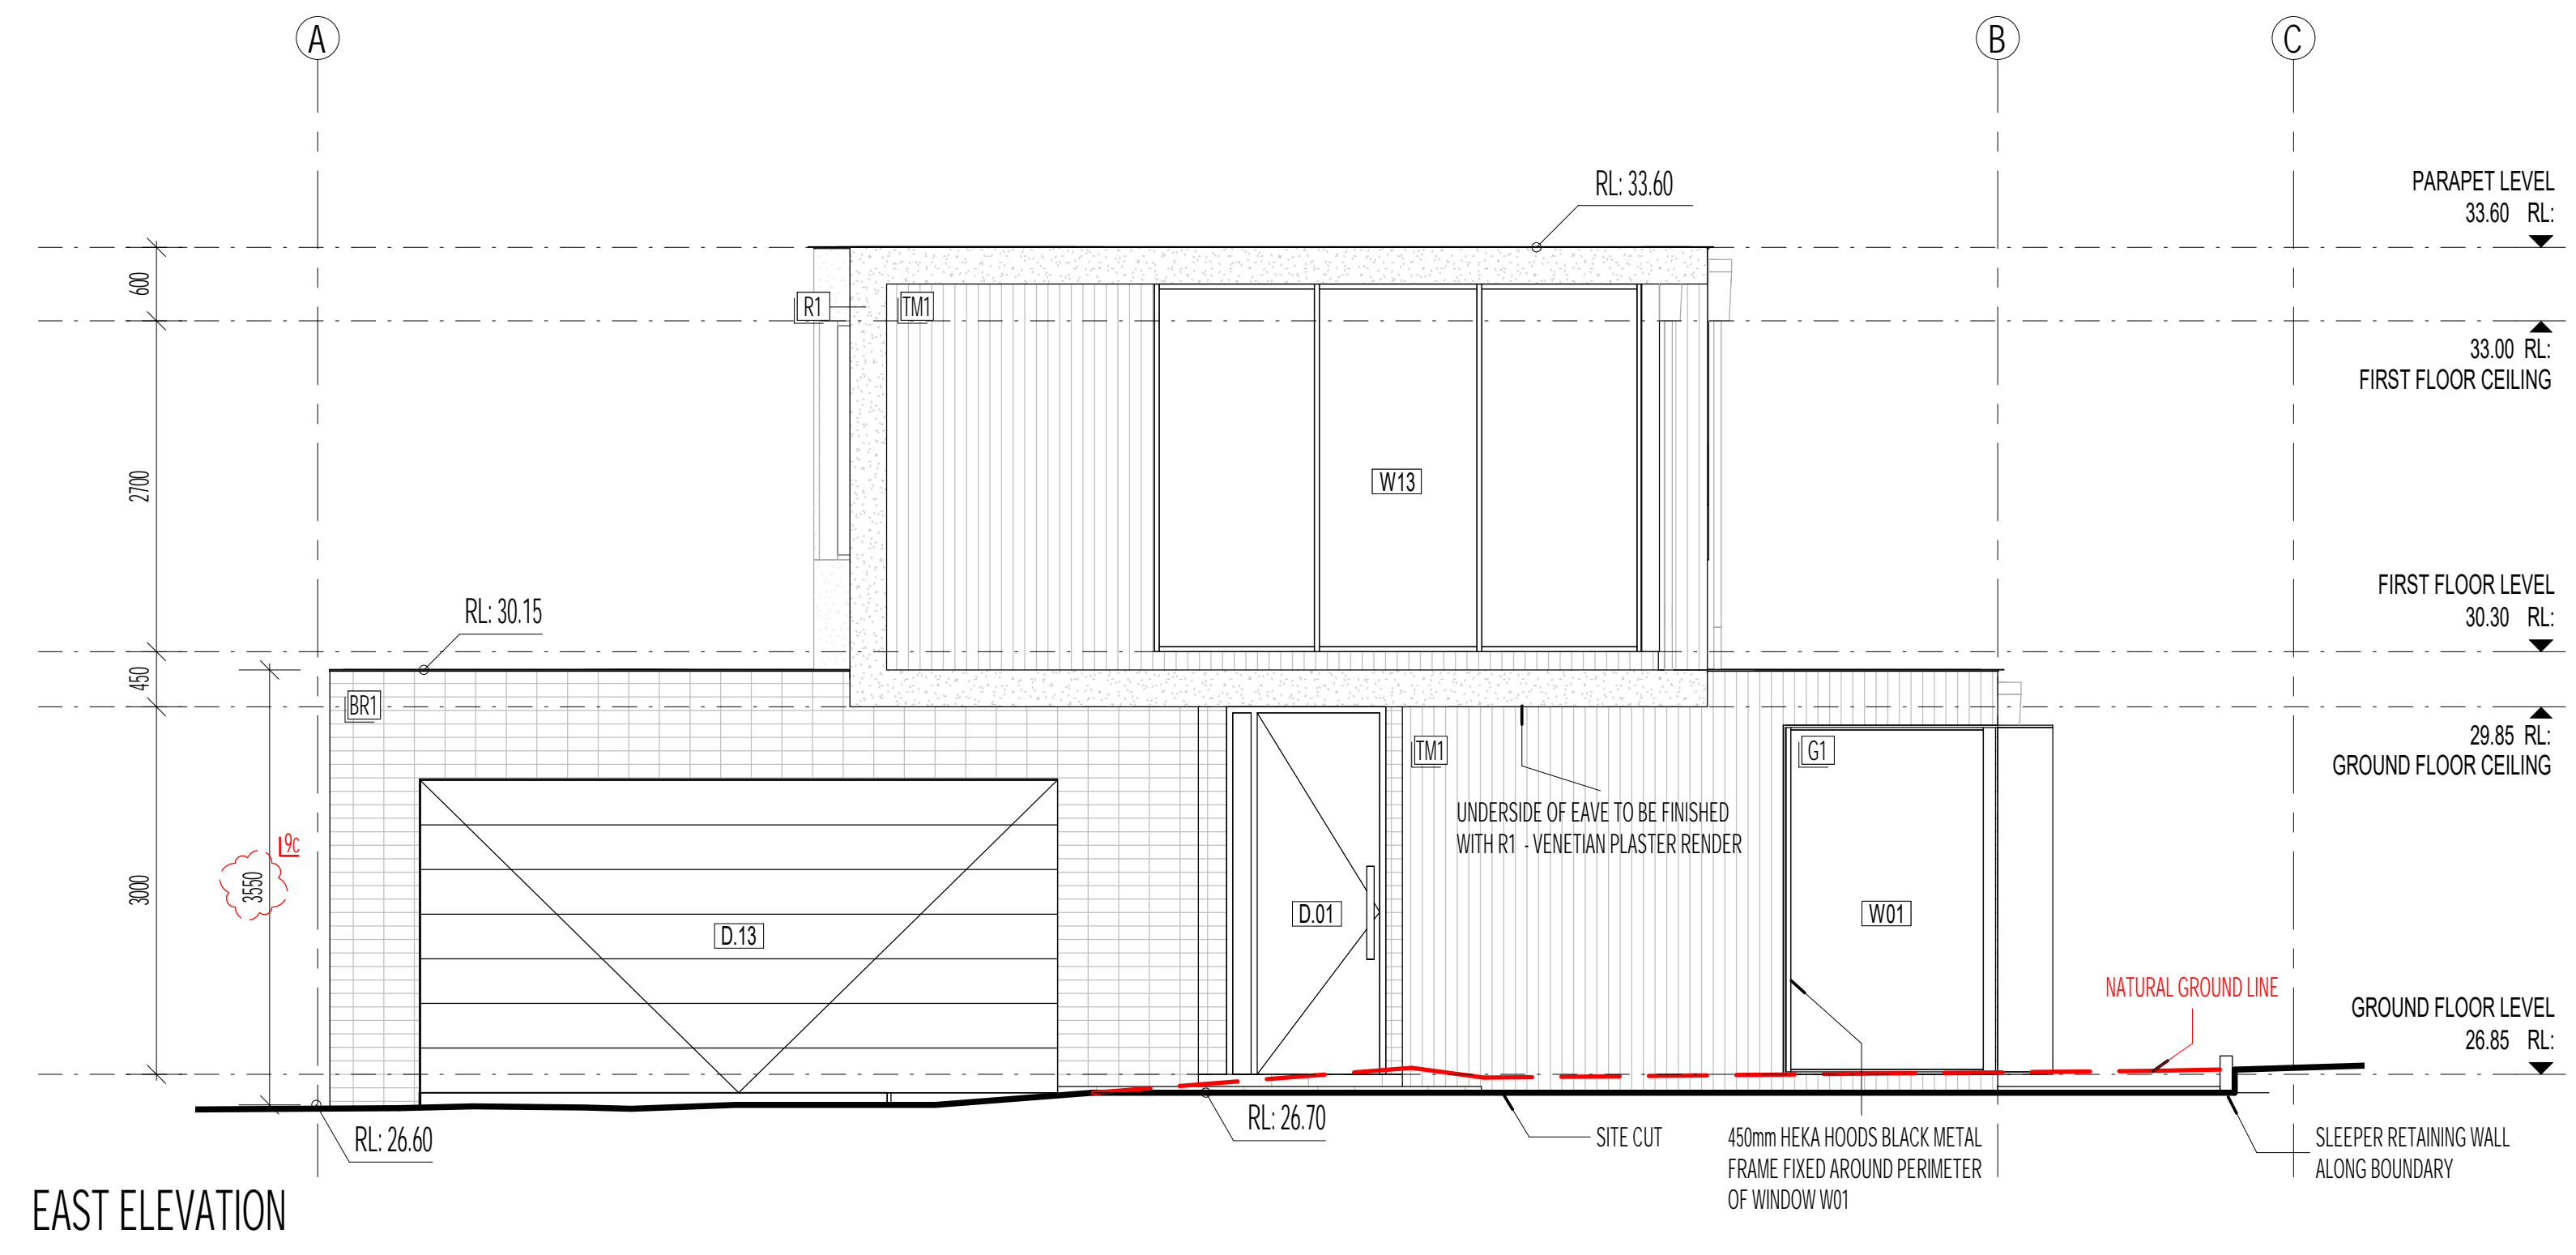 A
B
C
RL: 33.60
PARAPET LEVEL
33.60 RL:
600
R1
TM1
33.00 RL:
FIRST FLOOR CEILING
2700
W13
RL: 30.15
FIRST FLOOR LEVEL
30.30 RL:
450
BR1
TM1
G1
29.85 RL:
GROUND FLOOR CEILING
UNDERSIDE OF EAVE TO BE FINISHED
WITH R1 - VENETIAN PLASTER RENDER
9c
3000
3550
D.13
D.01
W01
NATURAL GROUND LINE
GROUND FLOOR LEVEL
26.85 RL:
RL: 26.60
RL: 26.70
SITE CUT
450mm HEKA HOODS BLACK METAL
FRAME FIXED AROUND PERIMETER
OF WINDOW W01
SLEEPER RETAINING WALL
ALONG BOUNDARY
EAST ELEVATION